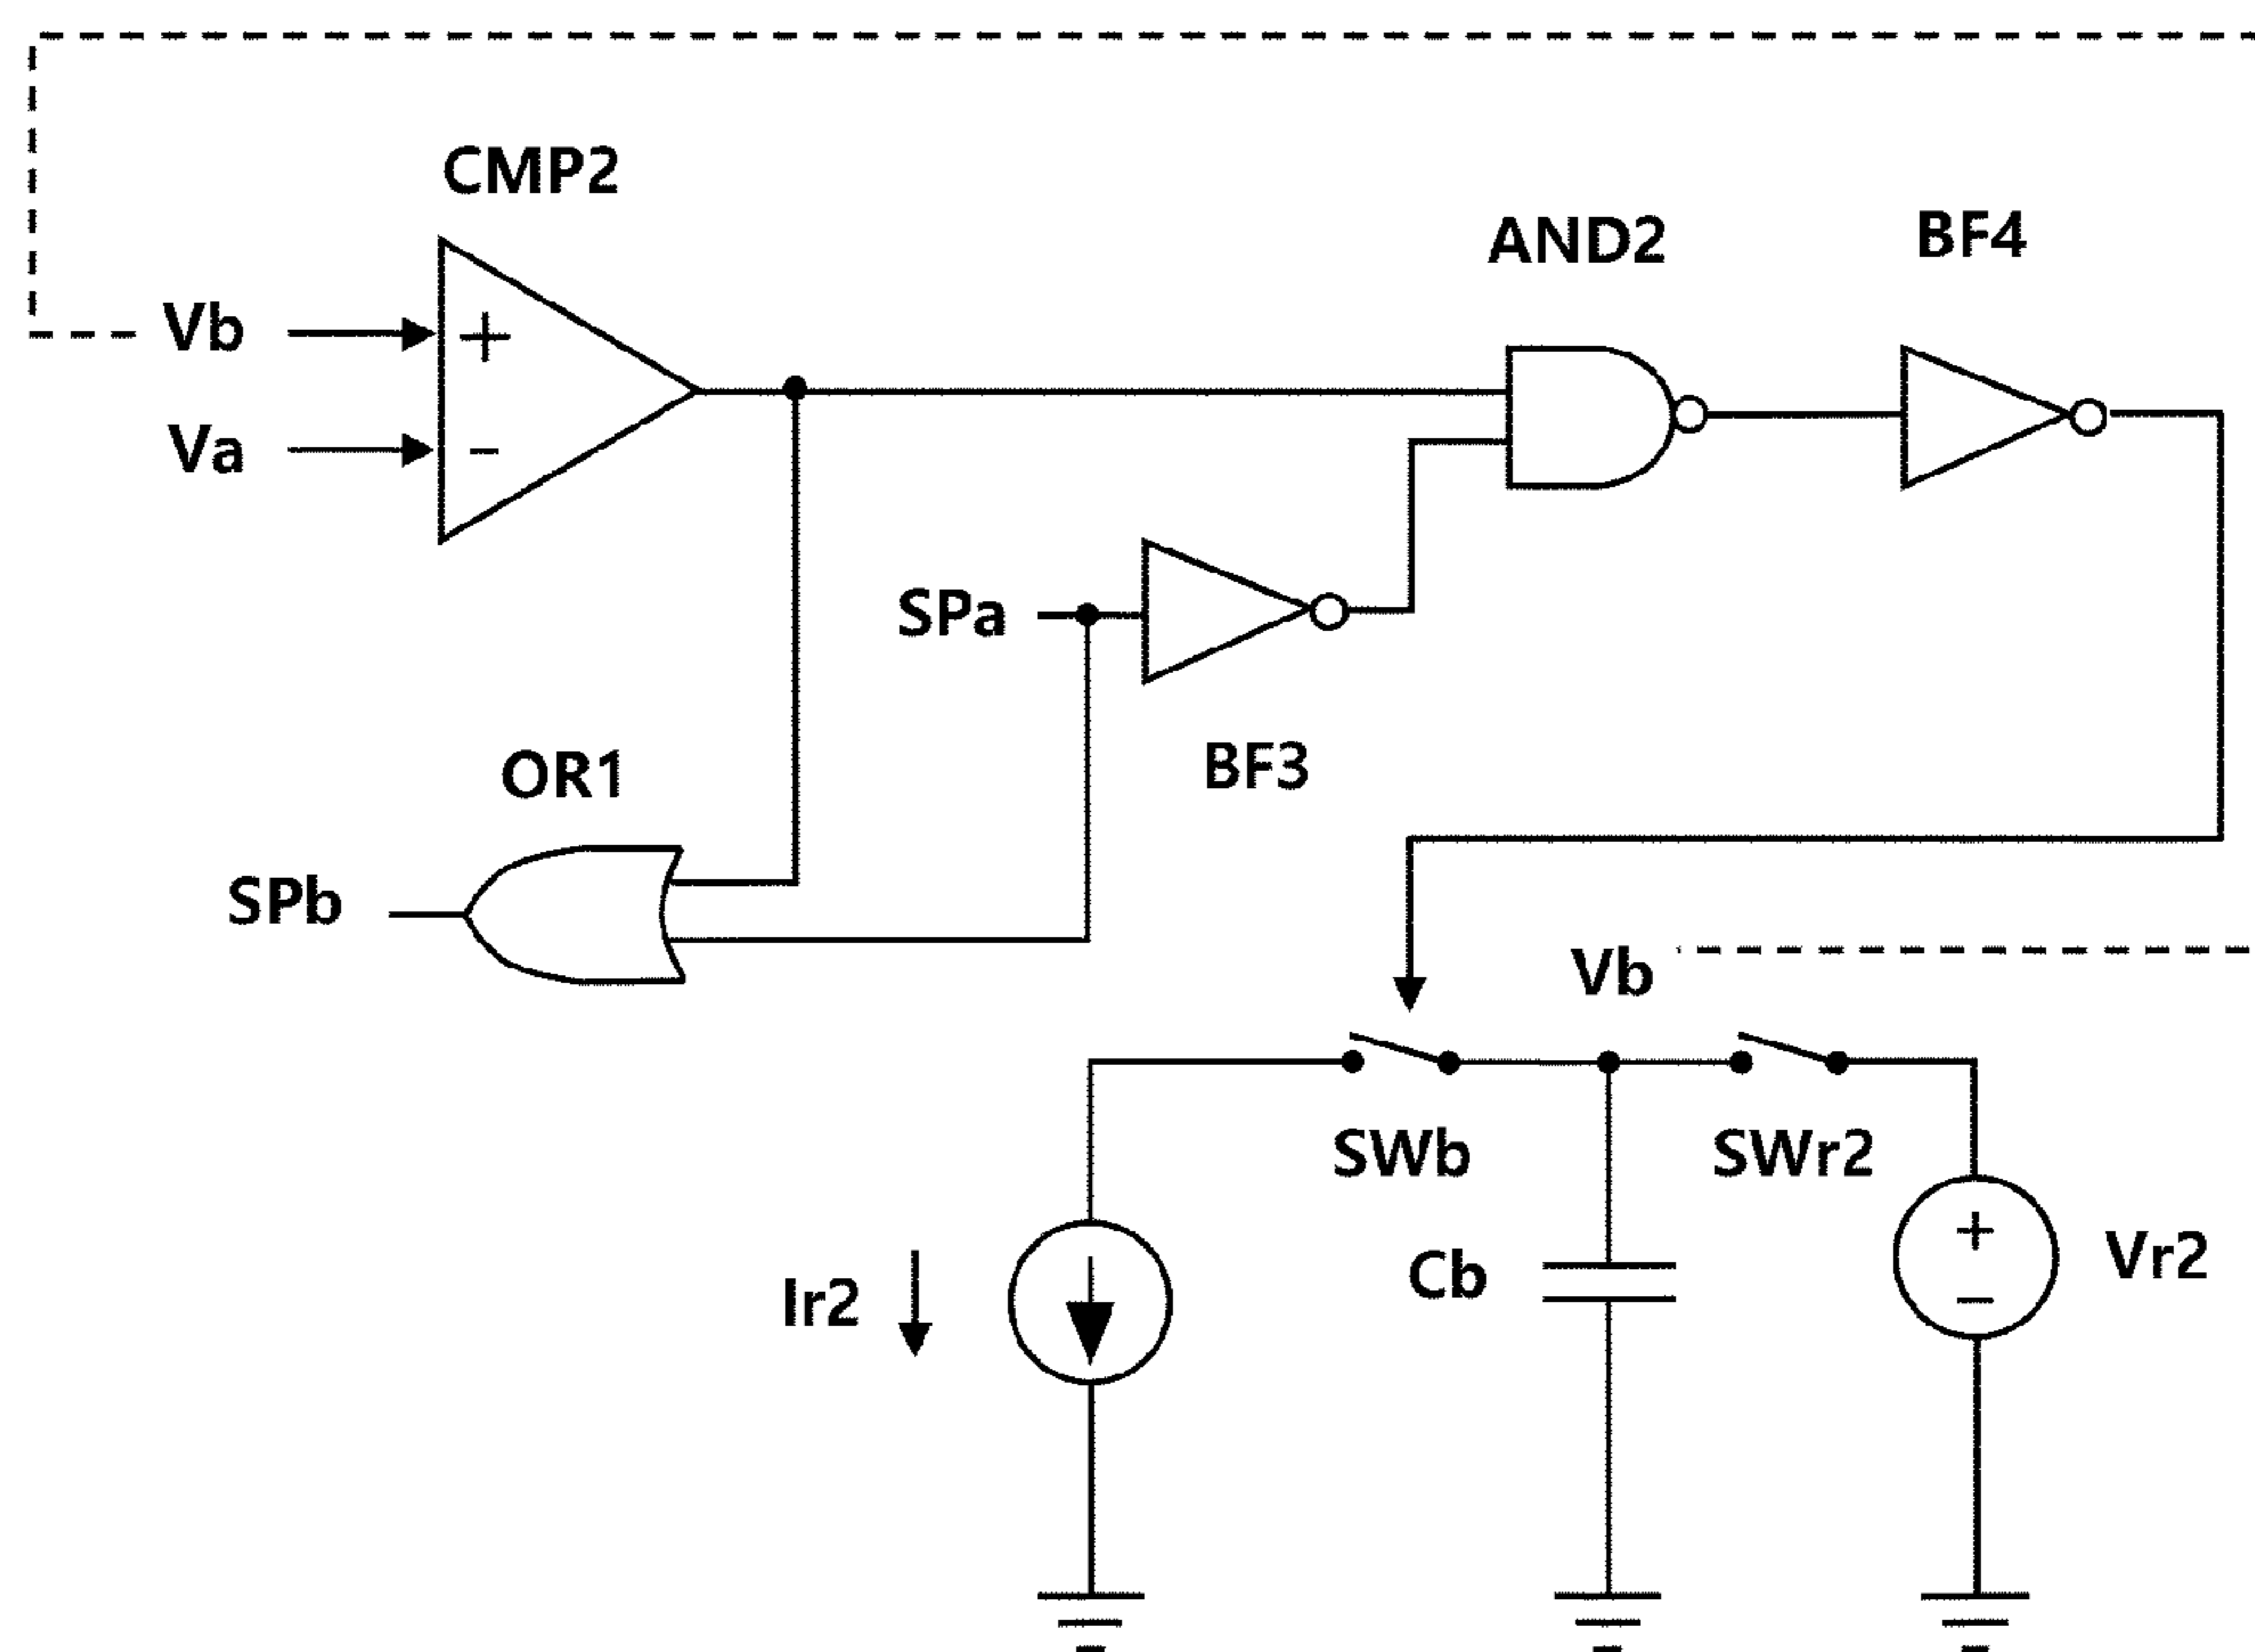 CMP2
AND2
BF4
Vb
+
Va
-
SPa
BF3
OR1
SPb
Vb
SWb
SWr2
Ir2
Cb
+
-
Vr2